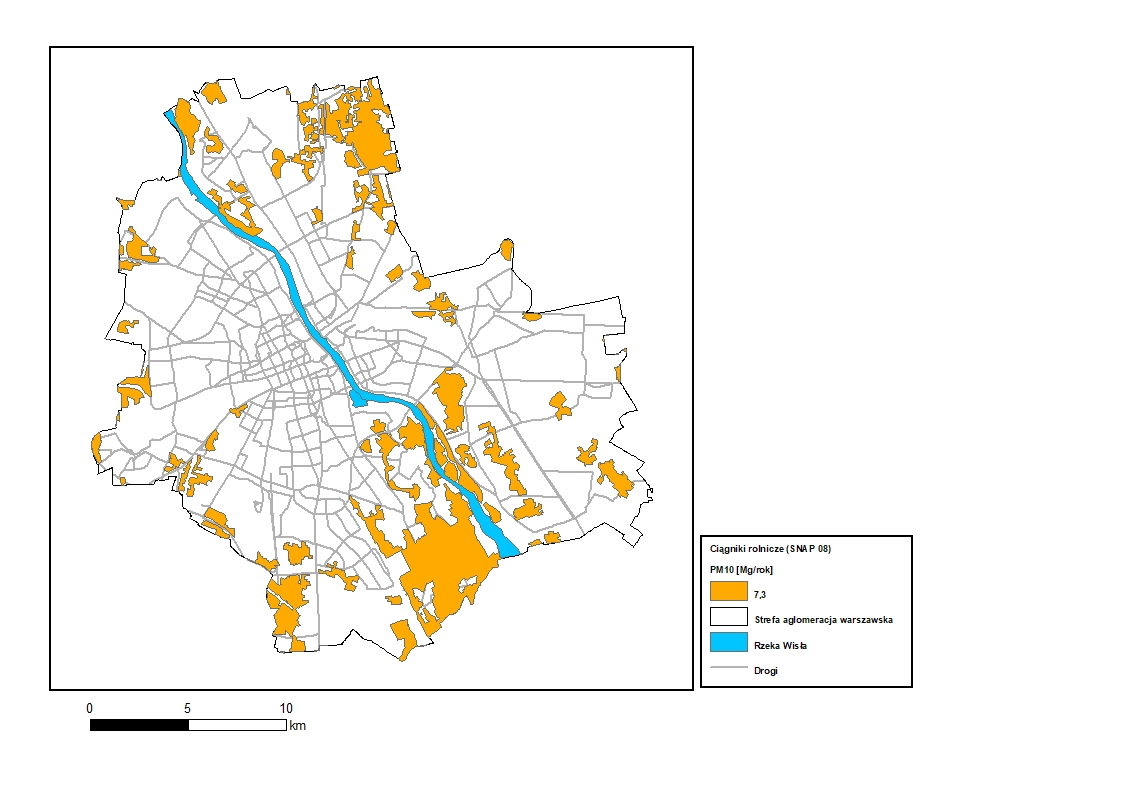 Ciągniki rolnicze (SNAP 08)
PM10 [Mg/rok]
7,3
Strefa aglomeracja warszawska
Rzeka Wisła
Drogi
0 5 10
km